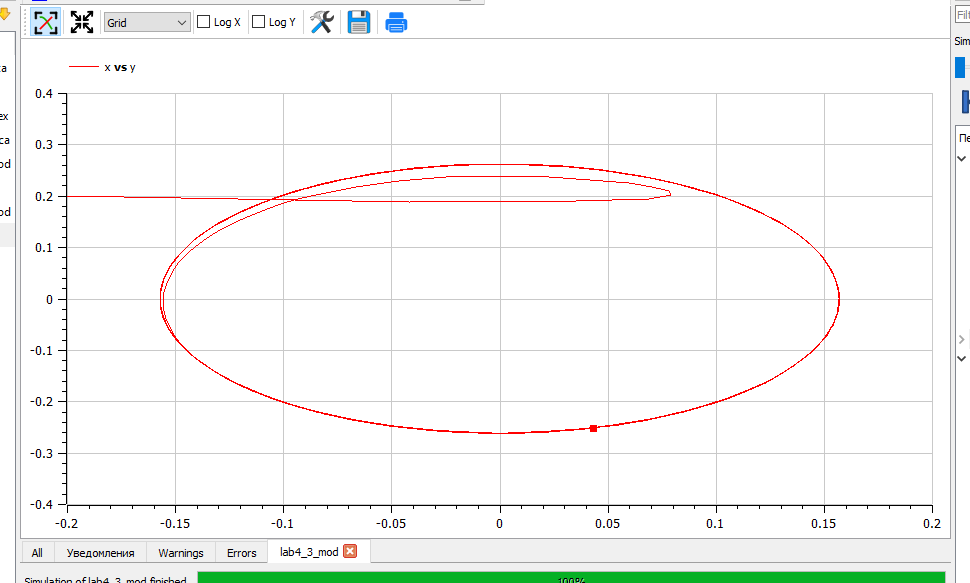 Grid Log X Log Y
x vs y
0.4
0.3
0.2
0.1
0
-0.1
-0.2
-0.3
-0.4
-0.2 -0.15 -0.1 -0.05 0 0.05 0.1 0.15 0.2
All Уведомления Warnings Errors lab4_3_mod
Simulation of lab4_3_mod finished 100%